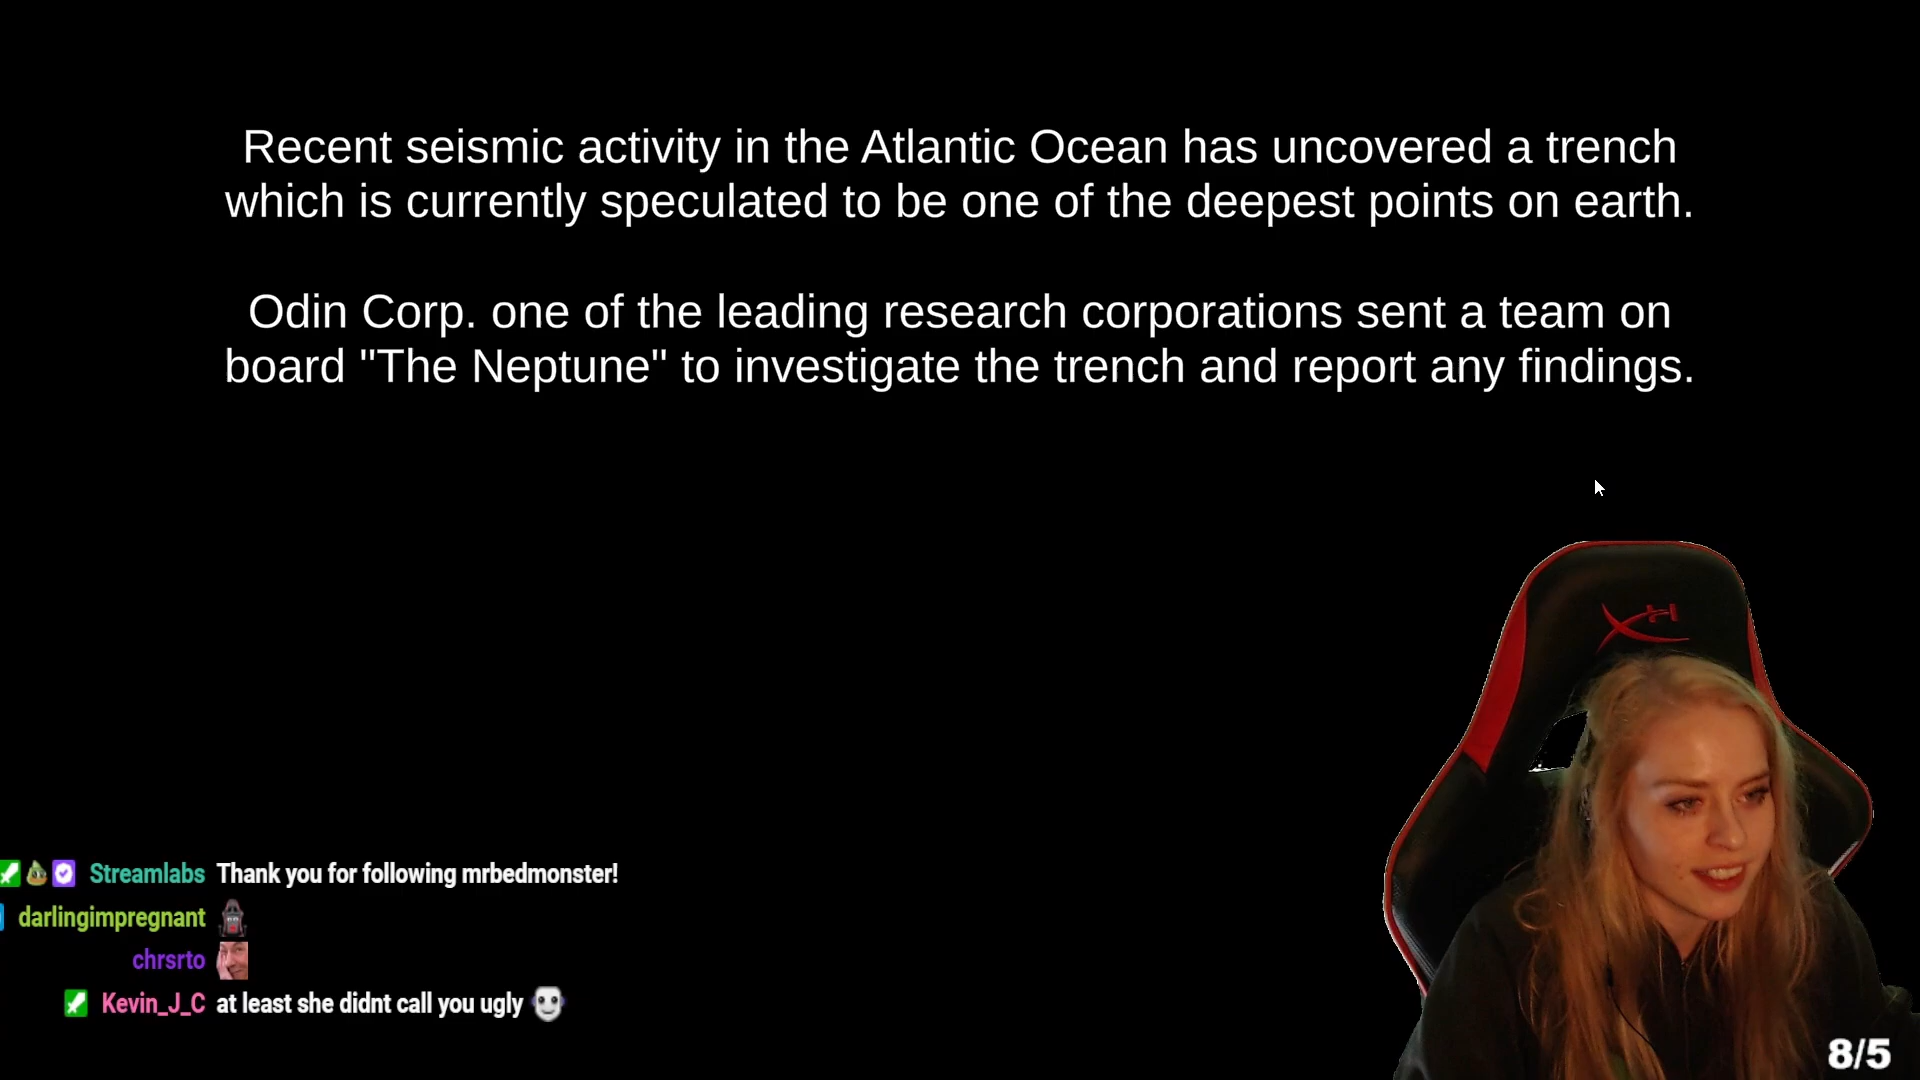 Recent seismic activity in the Atlantic Ocean has uncovered a trench
which is currently speculated to be one of the deepest points on earth.
Odin Corp. one of the leading research corporations sent a team on
board "The Neptune" to investigate the trench and report any findings.
Streamlabs Thank you for following mrbedmonster!
darlingimpregnant
chrsrto
Kevin_J_C at least she didnt call you ugly
8/5